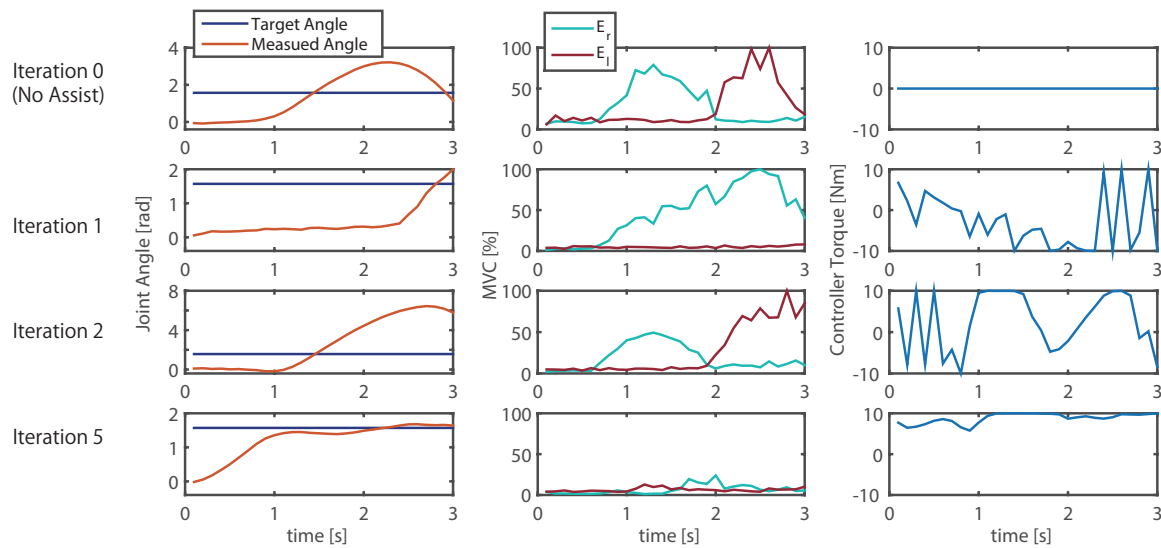 Target Angle
Measued Angle
E_r
E_l
Iteration 0
(No Assist)
4
2
0
0 1 2 3
100
50
0
0 1 2 3
10
0
-10
0 1 2 3
Iteration 1
2
1
0
0 1 2 3
100
50
0
0 1 2 3
10
0
-10
0 1 2 3
Joint Angle [rad]
MVC [%]
Controller Torque [Nm]
Iteration 2
8
4
0
0 1 2 3
100
50
0
0 1 2 3
10
0
-10
0 1 2 3
Iteration 5
2
1
0
0 1 2 3
100
50
0
0 1 2 3
10
0
-10
0 1 2 3
time [s]
time [s]
time [s]